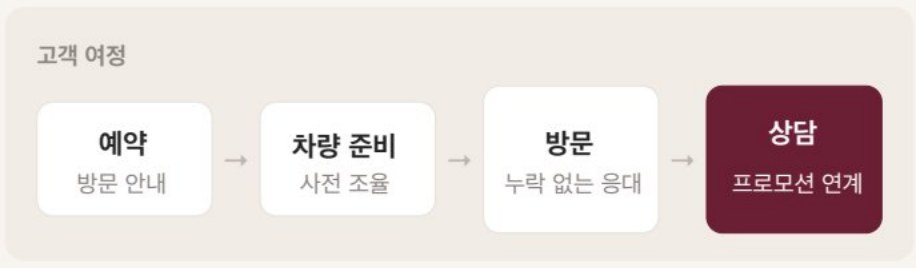 고객 여정
예약
방문 안내
→
차량 준비
사전 조율
→
방문
누락 없는 응대
→
상담
프로모션 연계